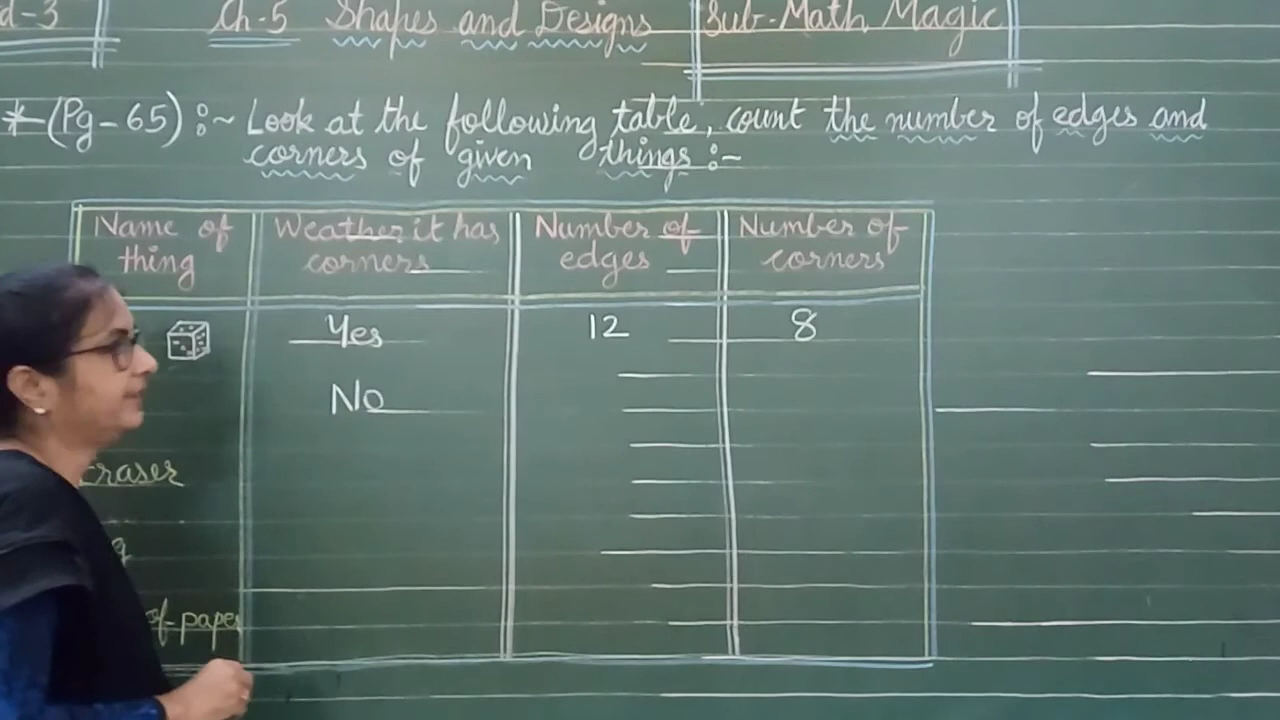 d-3
Ch-5 Shapes and Designs
Sub-Math Magic
* (Pg-65) :~ Look at the following table, count the number of edges and
corners of given things :~
Name of thing
Weather it has corners
Number of edges
Number of corners
Yes 12 8
No
Eraser
of-paper